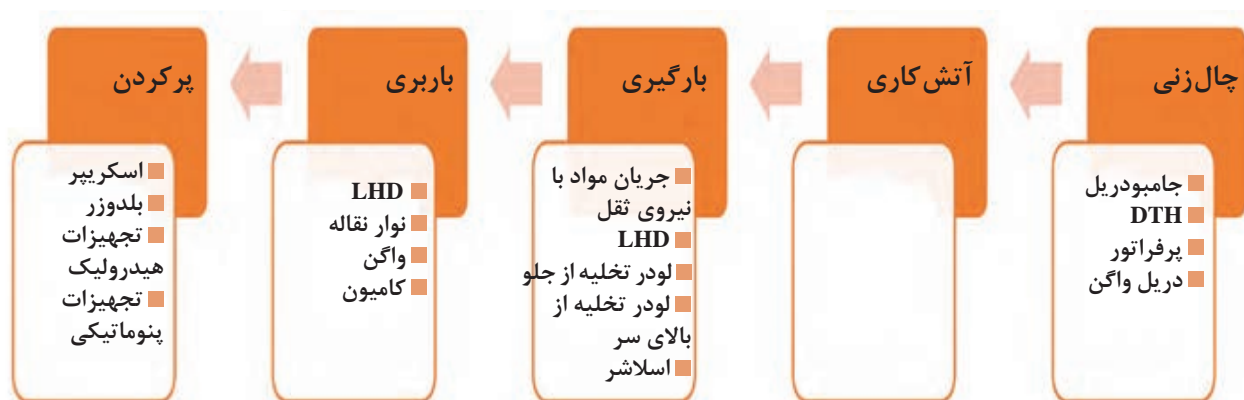 چال‌زنی
جامبودریل
DTH
پرفراتور
دریل واگن
آتش‌کاری
بارگیری
جریان مواد با
نیروی ثقل
LHD
لودر تخلیه از جلو
لودر تخلیه از
بالای سر
اسلاشر
باربری
LHD
نوار نقاله
واگن
کامیون
پرکردن
اسکریپر
بلدوزر
تجهیزات
هیدرولیک
تجهیزات
پنوماتیکی